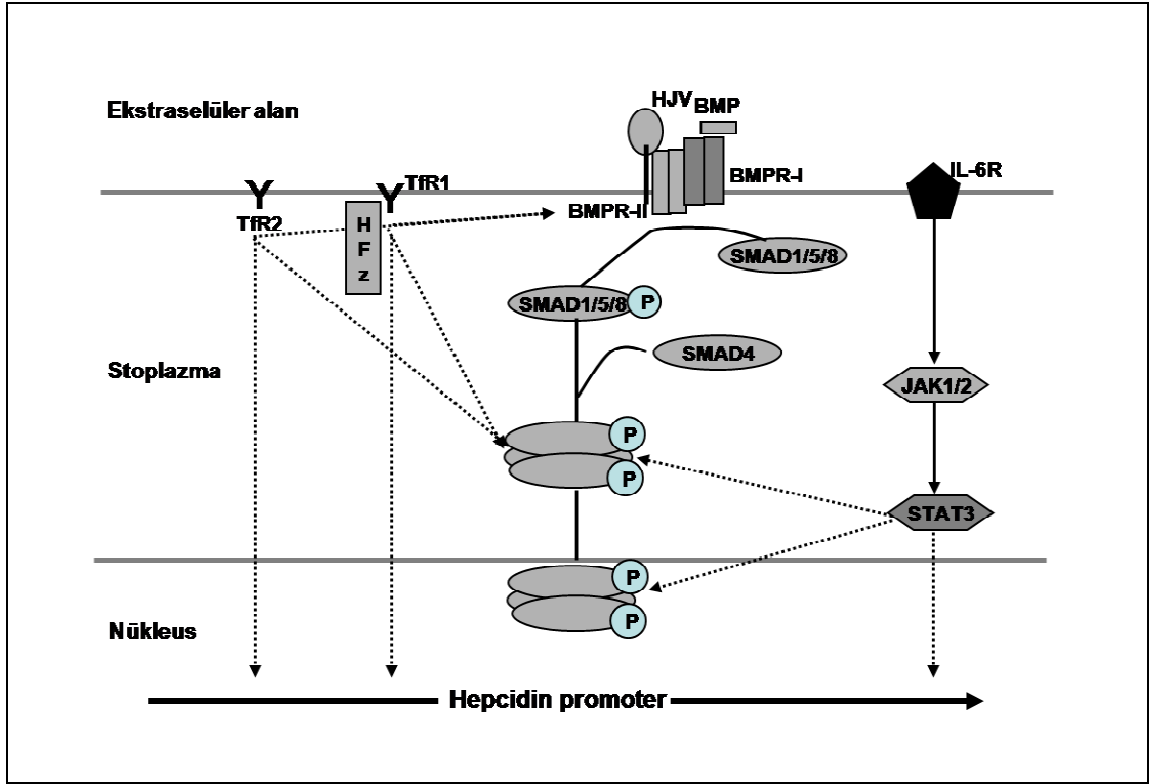 Ekstraselüler alan
HJV
BMP
BMPR-I
BMPR-II
IL-6R
TfR1
TfR2
H
F
z
SMAD1/5/8
SMAD1/5/8
P
SMAD4
Stoplazma
JAK1/2
P
P
STAT3
P
P
Nükleus
Hepcidin promoter